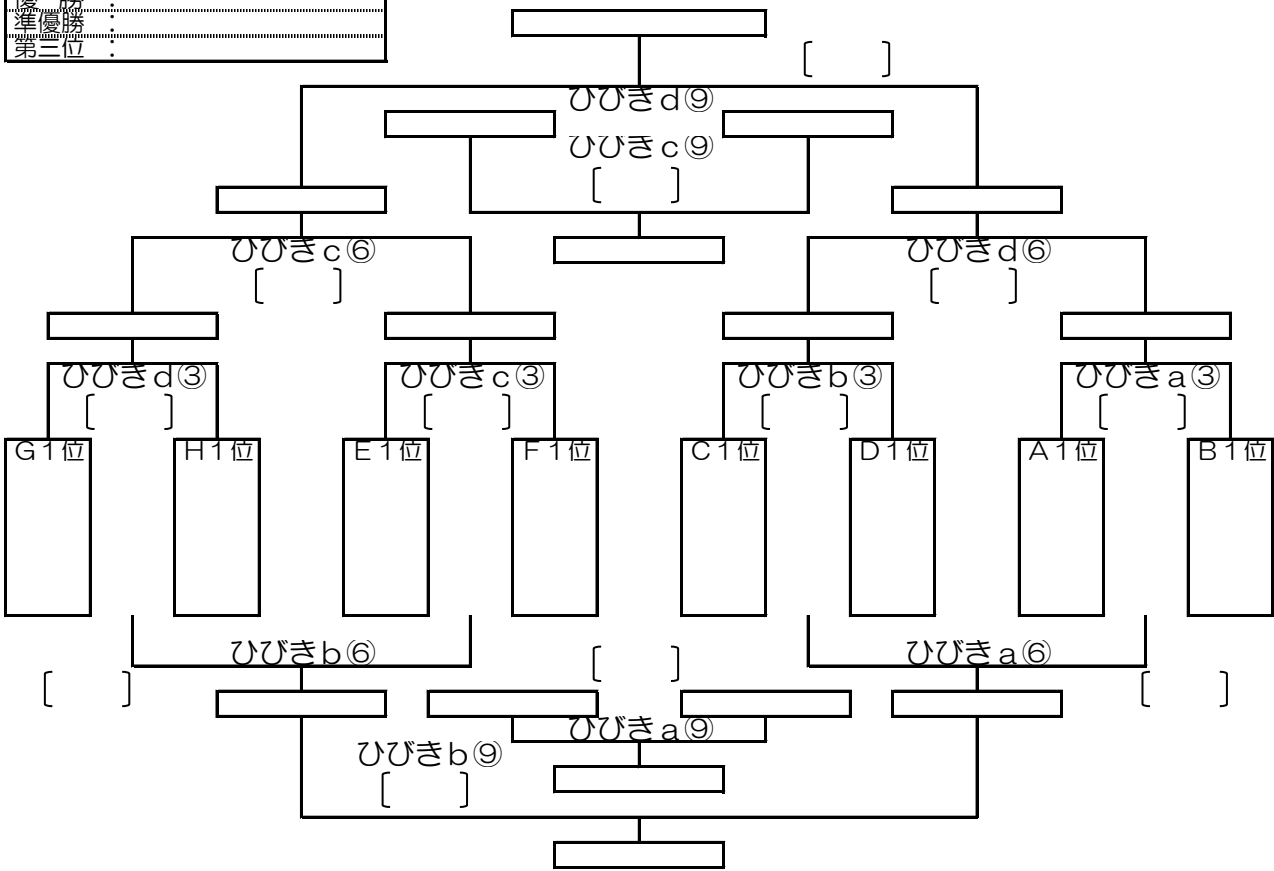 優　勝　：
準優勝　：
第三位　：
ひびきｄ⑨
ひびきｃ⑨
ひびきｃ⑥
ひびきｄ⑥
ひびきｄ③
ひびきｃ③
ひびきｂ③
ひびきａ③
Ｇ１位
Ｈ１位
Ｅ１位
Ｆ１位
Ｃ１位
Ｄ１位
Ａ１位
Ｂ１位
ひびきｂ⑥
ひびきａ⑥
ひびきａ⑨
ひびきｂ⑨